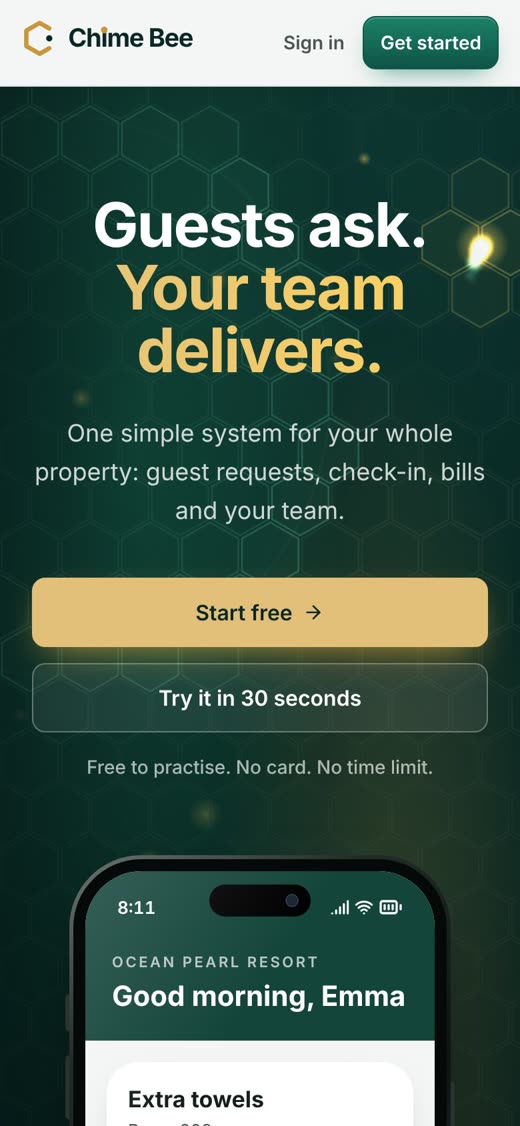 Chime Bee
Sign in
Get started
Guests ask.
Your team
delivers.
One simple system for your whole
property: guest requests, check-in, bills
and your team.
Start free →
Try it in 30 seconds
Free to practise. No card. No time limit.
8:11
OCEAN PEARL RESORT
Good morning, Emma
Extra towels